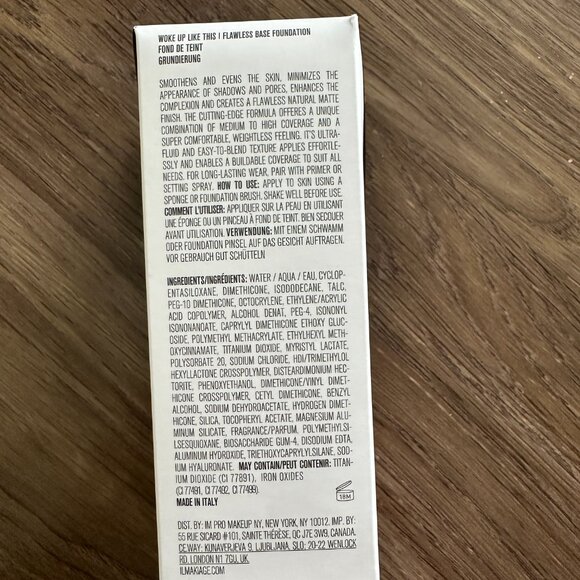 WOKE UP LIKE THIS | FLAWLESS BASE FOUNDATION
FOND DE TEINT
GRUNDIERUNG
SMOOTHENS AND EVENS THE SKIN, MINIMIZES THE
APPEARANCE OF SHADOWS AND PORES, ENHANCES THE
COMPLEXION AND CREATES A FLAWLESS NATURAL MATTE
FINISH. THE CUTTING-EDGE FORMULA OFFERS A UNIQUE
COMBINATION OF MEDIUM TO HIGH COVERAGE AND A
SUPER COMFORTABLE, WEIGHTLESS FEELING. IT'S ULTRA-
FLUID AND EASY-TO-BLEND TEXTURE APPLIES EFFORTLE-
SSLY AND ENABLES A BUILDABLE COVERAGE TO SUIT ALL
NEEDS. FOR LONG-LASTING WEAR, PAIR WITH PRIMER OR
SETTING SPRAY. HOW TO USE: APPLY TO SKIN USING A
SPONGE OR FOUNDATION BRUSH. SHAKE WELL BEFORE USE.
COMMENT L'UTILISER: APPLIQUER SUR LA PEAU EN UTILISANT
UNE ÉPONGE OU UN PINCEAU À FOND DE TEINT. BIEN SECOUER
AVANT UTILISATION. VERWENDUNG: MIT EINEM SCHWAMM
ODER FOUNDATION PINSEL AUF DAS GESICHT AUFTRAGEN.
VOR GEBRAUCH GUT SCHÜTTELN
INGREDIENTS/INGRÉDIENTS: WATER / AQUA / EAU, CYCLOP-
ENTASILOXANE, DIMETHICONE, ISODODECANE, TALC,
PEG-10 DIMETHICONE, OCTOCRYLENE, ETHYLENE/ACRYLIC
ACID COPOLYMER, ALCOHOL DENAT, PEG-4, ISONONYL
ISONONANOATE, CAPRYLYL DIMETHICONE ETHOXY GLUC-
OSIDE, POLYMETHYL METHACRYLATE, ETHYLHEXYL METH-
OXYCINNAMATE, TITANIUM DIOXIDE, MYRISTYL LACTATE,
POLYSORBATE 20, SODIUM CHLORIDE, HDI/TRIMETHYLOL
HEXYLLACTONE CROSSPOLYMER, DISTEARDIMONIUM HEC-
TORITE, PHENOXYETHANOL, DIMETHICONE/VINYL DIMET-
HICONE CROSSPOLYMER, CETYL DIMETHICONE, BENZYL
ALCOHOL, SODIUM DEHYDROACETATE, HYDROGEN DIMET-
HICONE, SILICA, TOCOPHERYL ACETATE, MAGNESIUM ALUM-
INUM SILICATE, FRAGRANCE/PARFUM, POLYMETHYLSI-
LSESQUIOXANE, BIOSACCHARIDE GUM-4, DISODIUM EDTA,
ALUMINUM HYDROXIDE, TRIETHOXYCAPRYLYLSILANE, SOD-
IUM HYALURONATE. MAY CONTAIN/PEUT CONTENIR: TITAN-
IUM DIOXIDE (CI 77891), IRON OXIDES
(CI 77491, CI 77492, CI 77499).
MADE IN ITALY
18M
DIST. BY: IM PRO MAKEUP NY, NEW YORK, NY 10012. IMP. BY:
55 RUE SICARD #101, SAINTE THÉRÈSE, QC J7E 3W9, CANADA.
CE.WAY: KUNAVERJEVA 9, LJUBLJANA, SLO; 20-22 WENLOCK
RD, LONDON N1 7GU, UK
ILMAKIAGE.COM